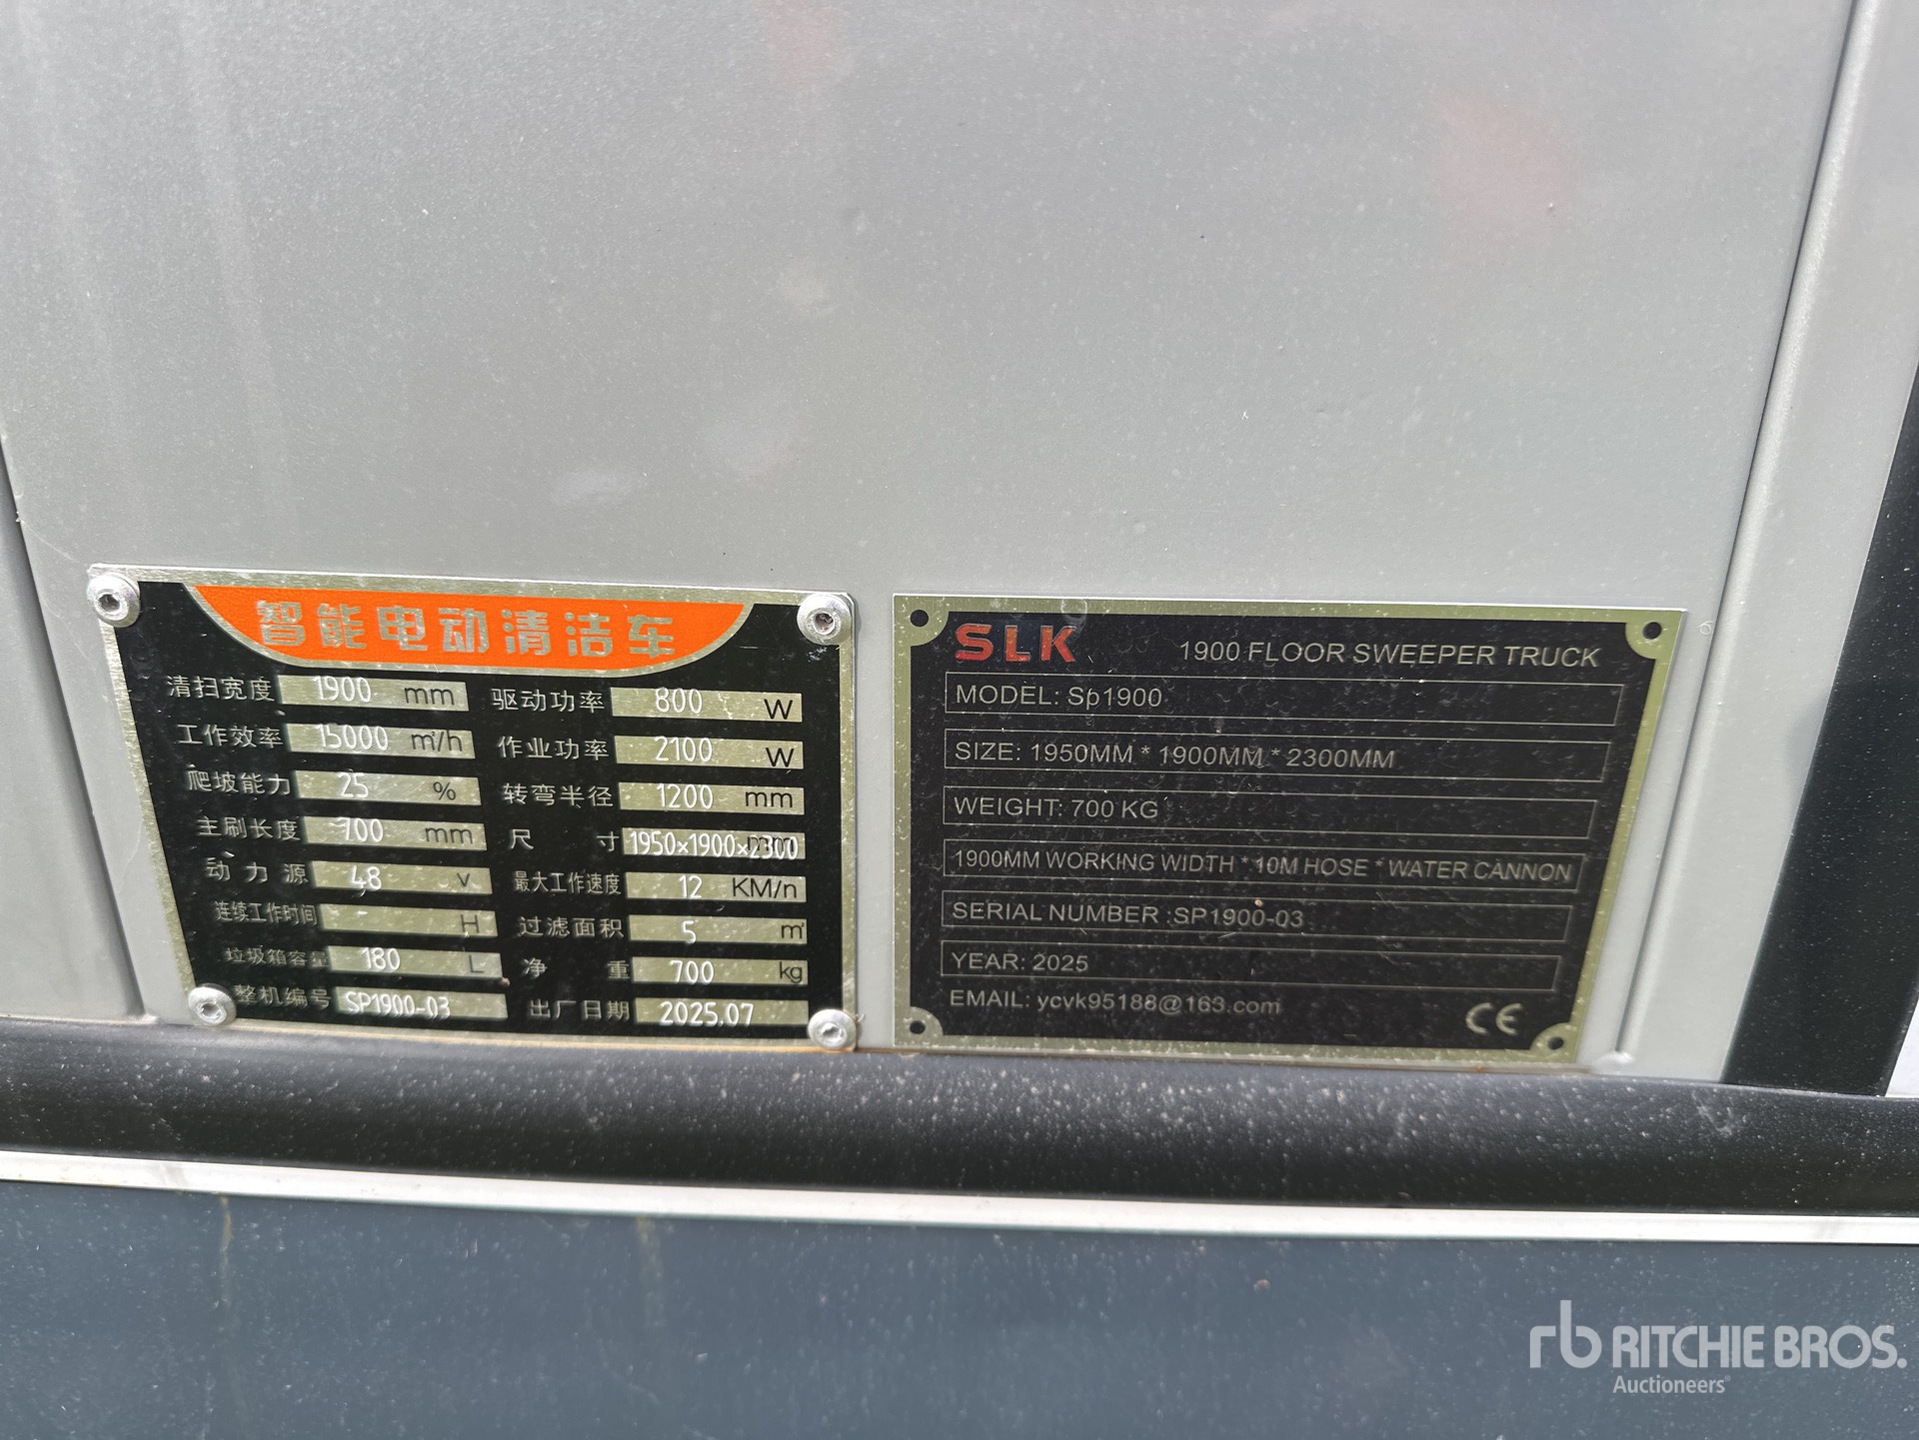 智能电动清洁车
清扫宽度 1900 mm 驱动功率 800 W
工作效率 15000 m²/h 作业功率 2100 W
爬坡能力 25 % 转弯半径 1200 mm
主刷长度 700 mm 尺 寸 1950×1900×2300 mm
动力源 48 V 最大工作速度 12 KM/n
连续工作时间 H 过滤面积 5 m²
垃圾箱容量 180 L 净 重 700 kg
整机编号 SP1900-03 出厂日期 2025.07
SLK 1900 FLOOR SWEEPER TRUCK
MODEL: Sp1900
SIZE: 1950MM * 1900MM * 2300MM
WEIGHT: 700 KG
1900MM WORKING WIDTH * 10M HOSE * WATER CANNON
SERIAL NUMBER :SP1900-03
YEAR: 2025
EMAIL: ycvk95188@163.com
CE
rb RITCHIE BROS.
Auctioneers